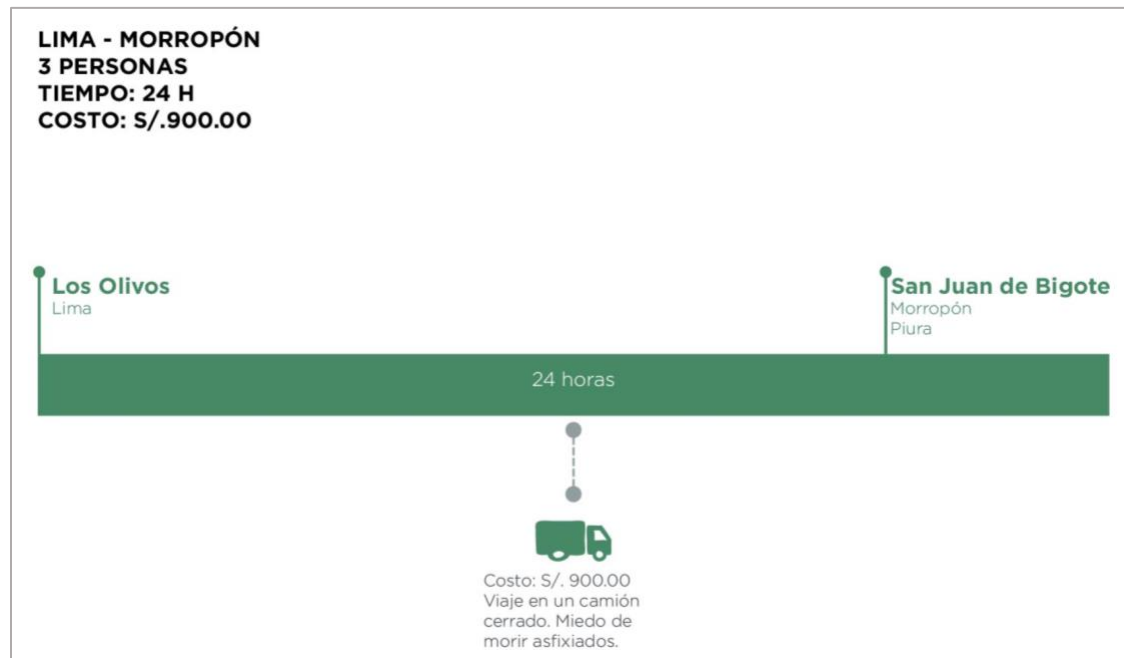 LIMA - MORROPÓN
3 PERSONAS
TIEMPO: 24 H
COSTO: S/.900.00
Los Olivos
Lima
San Juan de Bigote
Morropón
Piura
24 horas
Costo: S/. 900.00
Viaje en un camión
cerrado. Miedo de
morir asfixiados.